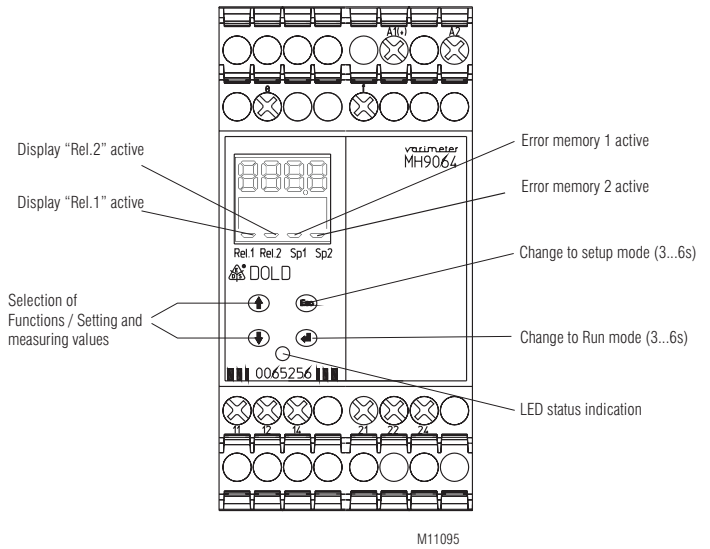 A1(+) A2
e i
varimeter
MH9064
Display “Rel.2” active
Display “Rel.1” active
Error memory 1 active
Error memory 2 active
Rel.1 Rel.2 Sp1 Sp2
DOLD
Change to setup mode (3...6s)
Esc
Selection of
Functions / Setting and
measuring values
Change to Run mode (3...6s)
0065256
LED status indication
11 12 14 21 22 24
M11095